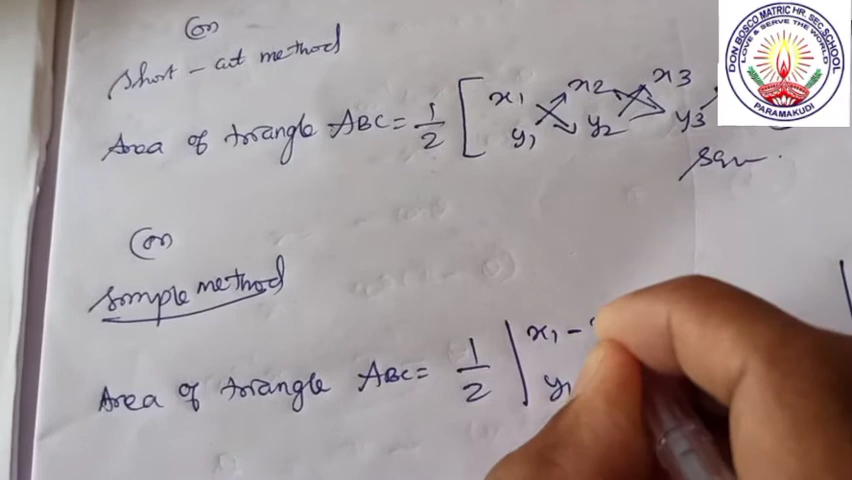 (or)
Short-cut method
Area of triangle ABC = 1/2 [ x1 x2 x3
y1 y2 y3
squ.
(or)
Simple method
Area of triangle ABC = 1/2 | x1 -
y1
DON BOSCO MATRIC HR. SEC. SCHOOL
LOVE & SERVE THE WORLD
PARAMAKUDI